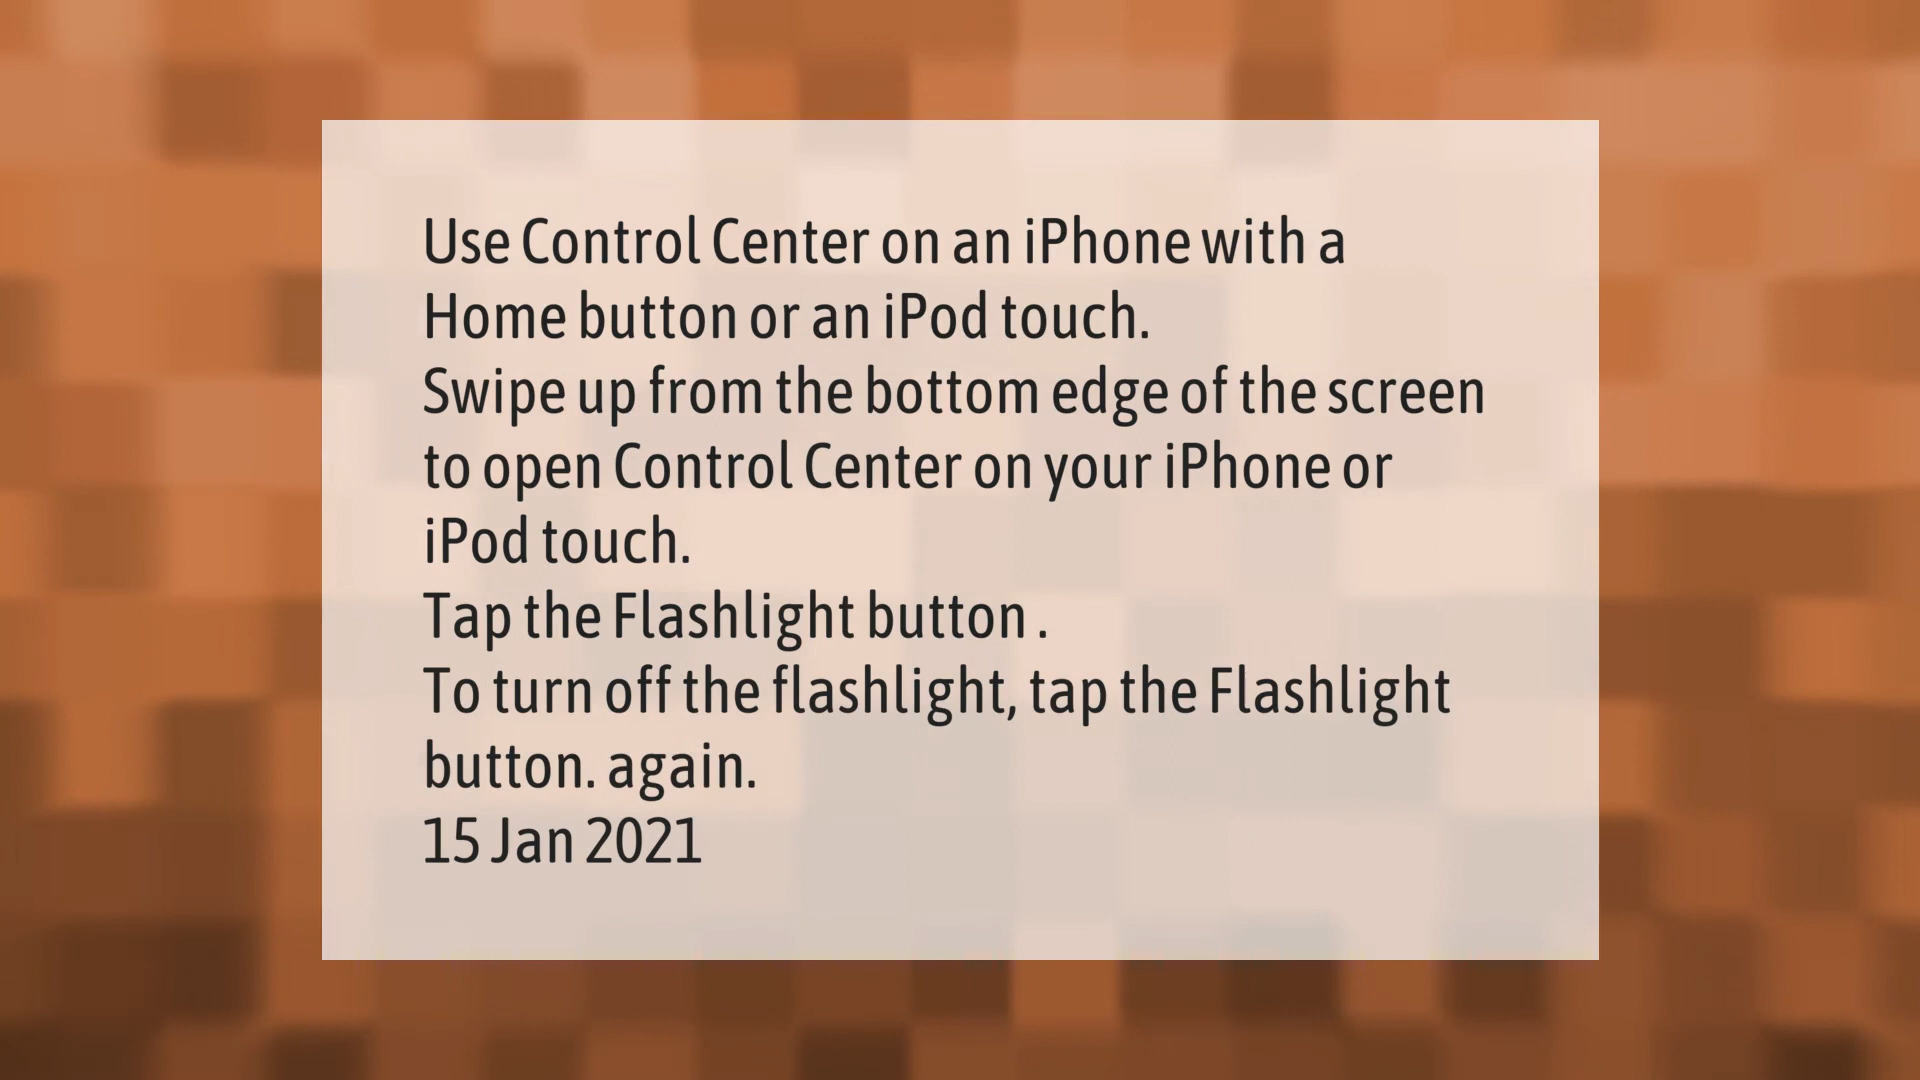 Use Control Center on an iPhone with a
Home button or an iPod touch.
Swipe up from the bottom edge of the screen
to open Control Center on your iPhone or
iPod touch.
Tap the Flashlight button .
To turn off the flashlight, tap the Flashlight
button. again.
15 Jan 2021